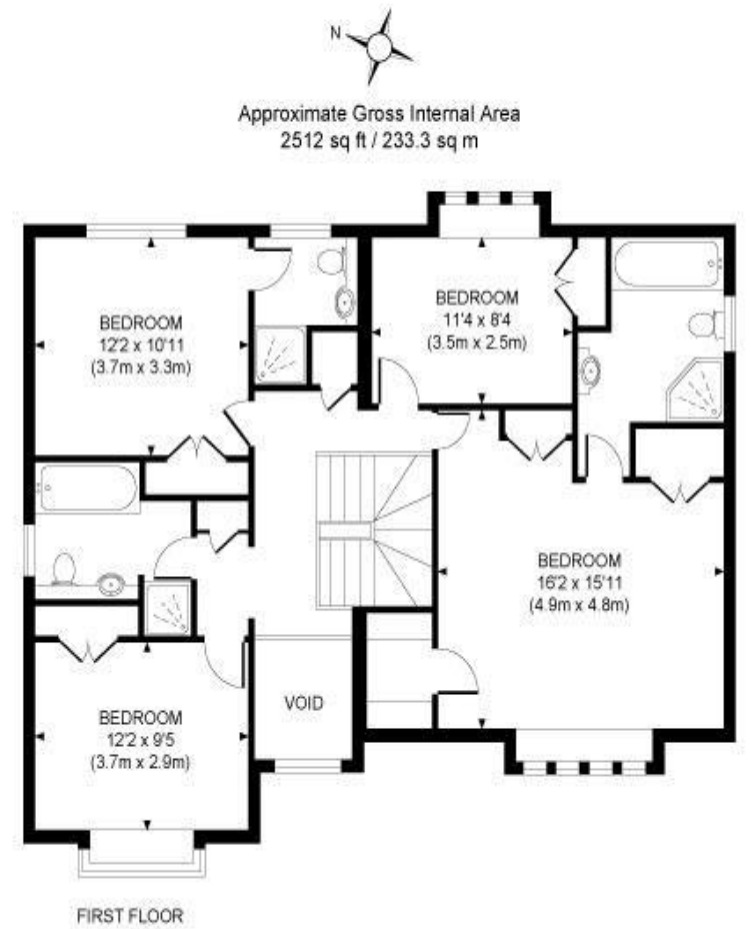 N
Approximate Gross Internal Area
2512 sq ft / 233.3 sq m
BEDROOM
12'2 x 10'11
(3.7m x 3.3m)
BEDROOM
11'4 x 8'4
(3.5m x 2.5m)
BEDROOM
16'2 x 15'11
(4.9m x 4.8m)
BEDROOM
12'2 x 9'5
(3.7m x 2.9m)
VOID
FIRST FLOOR